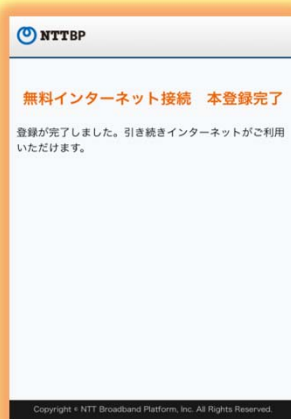 NTTBP
無料インターネット接続　本登録完了
登録が完了しました。引き続きインターネットがご利用
いただけます。
Copyright © NTT Broadband Platform, Inc. All Rights Reserved.